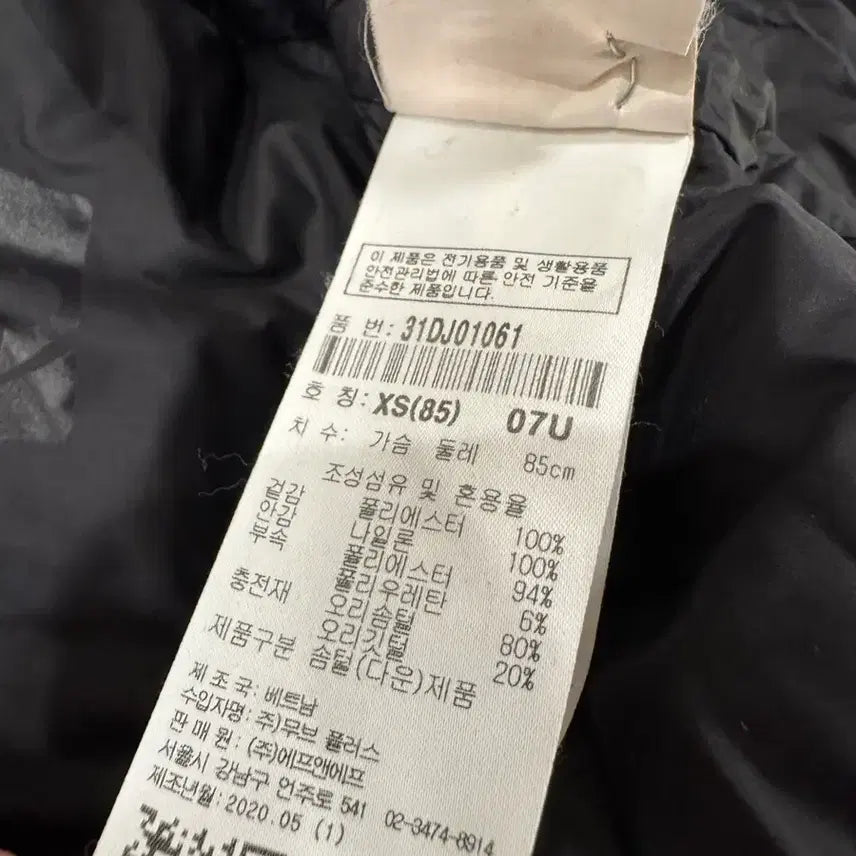 이 제품은 전기용품 및 생활용품
안전관리법에 따른 안전 기준을
준수한 제품입니다.
품 번: 31DJ01061
호 칭: XS(85) 07U
치 수: 가슴 둘레 85cm
조성섬유 및 혼용율
겉감 폴리에스터 100%
안감 나일론 100%
부속 폴리에스터 94%
폴리우레탄 6%
충전재 오리 솜털 80%
오리 깃털 20%
제품구분 솜털(다운)제품
제 조 국: 베트남
수입자명: 주)무브 플러스
판 매 원: (주)에프앤에프
서울시 강남구 언주로 541 02-3474-8914
제조년월: 2020.05 (1)